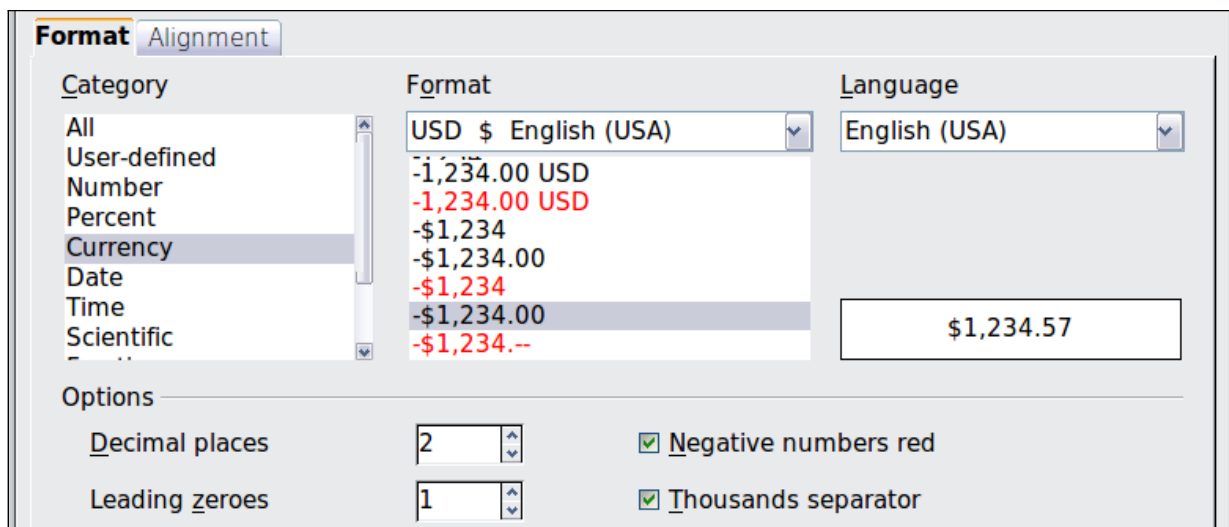 Format Alignment
Category
All
User-defined
Number
Percent
Currency
Date
Time
Scientific
Format
USD $ English (USA)
-1,234.00 USD
-1,234.00 USD
-$1,234
-$1,234.00
-$1,234
-$1,234.00
-$1,234.--
Language
English (USA)
$1,234.57
Options
Decimal places 2
Negative numbers red
Leading zeroes 1
Thousands separator